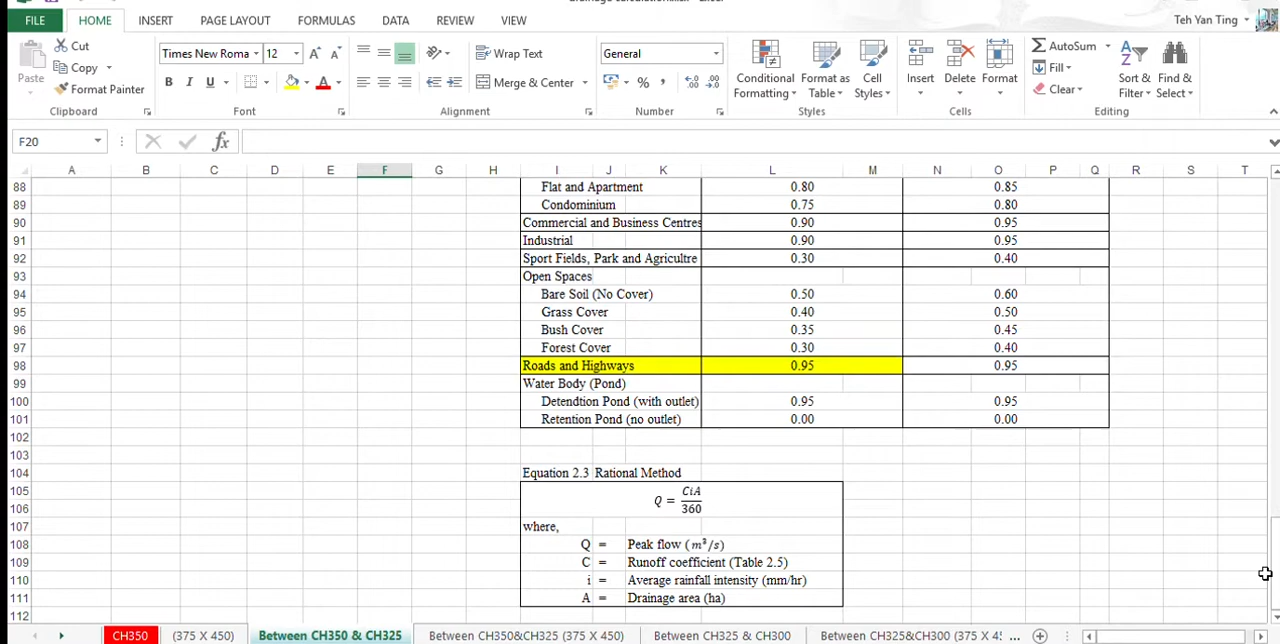 Teh Yan Ting
FILE HOME INSERT PAGE LAYOUT FORMULAS DATA REVIEW VIEW
Paste Cut Copy Format Painter Clipboard
Times New Roma 12 B I U A Font
Wrap Text Merge & Center Alignment
General % , Number
Conditional Formatting Format as Table Cell Styles Styles
Insert Delete Format Cells
AutoSum Fill Clear Sort & Filter Find & Select Editing
F20 fx
A B C D E F G H I J K L M N O P Q R S T
88 Flat and Apartment 0.80 0.85
89 Condominium 0.75 0.80
90 Commercial and Business Centres 0.90 0.95
91 Industrial 0.90 0.95
92 Sport Fields, Park and Agricultre 0.30 0.40
93 Open Spaces
94 Bare Soil (No Cover) 0.50 0.60
95 Grass Cover 0.40 0.50
96 Bush Cover 0.35 0.45
97 Forest Cover 0.30 0.40
98 Roads and Highways 0.95 0.95
99 Water Body (Pond)
100 Detendtion Pond (with outlet) 0.95 0.95
101 Retention Pond (no outlet) 0.00 0.00
102
103
104 Equation 2.3 Rational Method
105 Q = CiA
106 360
107 where,
108 Q = Peak flow (m³/s)
109 C = Runoff coefficient (Table 2.5)
110 i = Average rainfall intensity (mm/hr)
111 A = Drainage area (ha)
112
CH350 (375 X 450) Between CH350 & CH325 Between CH350&CH325 (375 X 450) Between CH325 & CH300 Between CH325&CH300 (375 X 4! ...